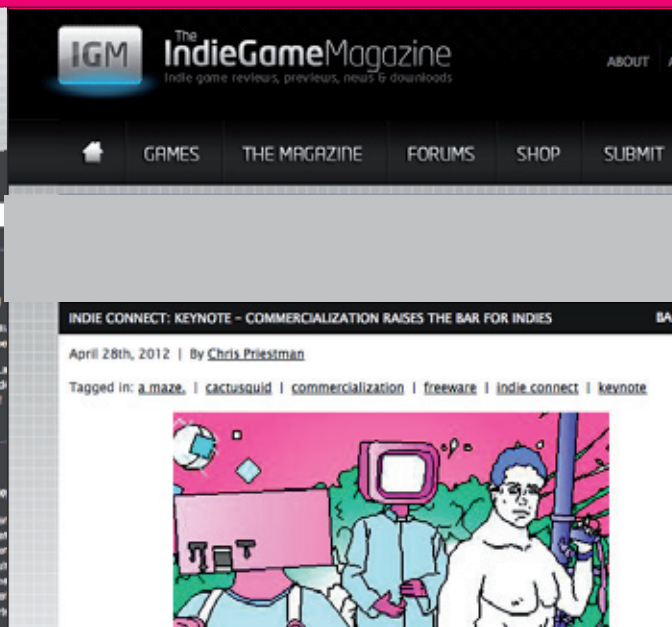 IGM
The
IndieGameMagazine
Indie game reviews, previews, news & downloads
ABOUT
GAMES THE MAGAZINE FORUMS SHOP SUBMIT
INDIE CONNECT: KEYNOTE – COMMERCIALIZATION RAISES THE BAR FOR INDIES
April 28th, 2012 | By Chris Priestman
Tagged in: a maze. | cactusquid | commercialization | freeware | indie connect | keynote